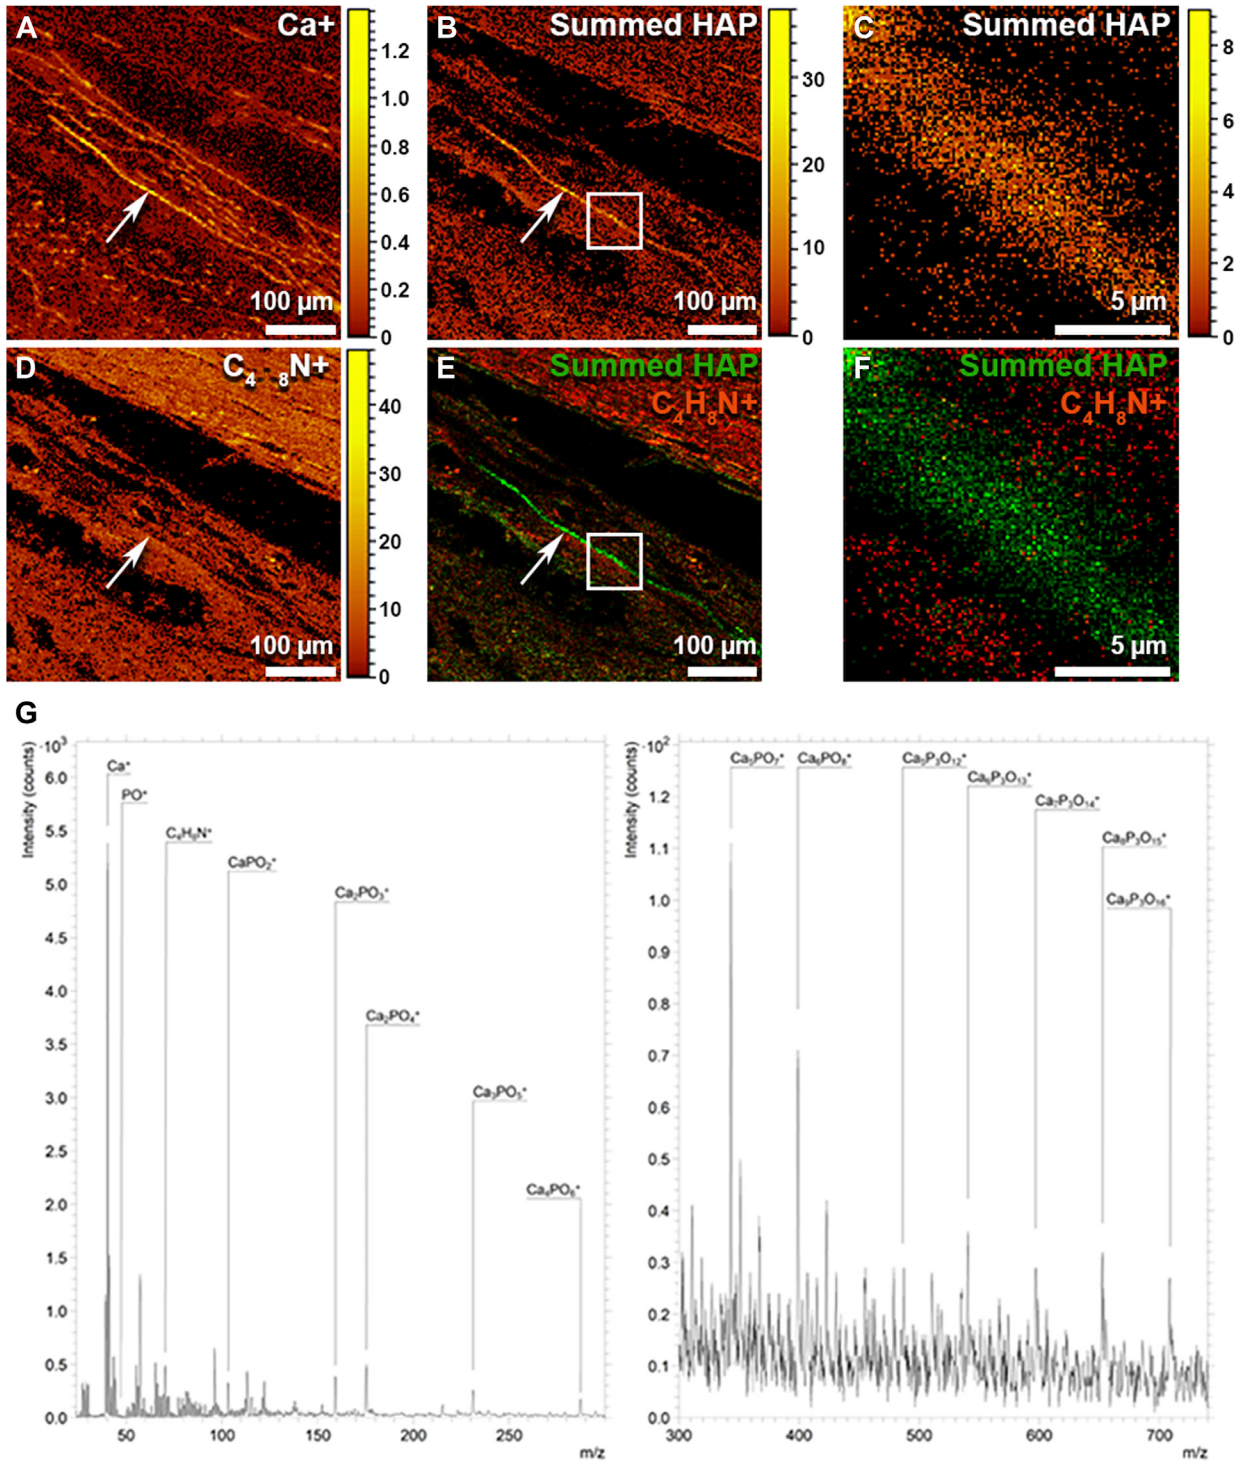 A Ca+
1.2
1.0
0.8
0.6
0.4
0.2
0
100 µm
B Summed HAP
30
20
10
0
100 µm
C Summed HAP
8
6
4
2
0
5 µm
D C₄ ₈N+
40
30
20
10
0
100 µm
E Summed HAP
C₄H₈N+
100 µm
F Summed HAP
C₄H₈N+
5 µm
G
·10³
Intensity (counts)
6.0
5.5
5.0
4.5
4.0
3.5
3.0
2.5
2.0
1.5
1.0
0.5
0.0
Ca⁺
PO⁺
C₄H₈N⁺
CaPO₂⁺
Ca₂PO₃⁺
Ca₂PO₄⁺
Ca₃PO₅⁺
Ca₄PO₆⁺
50 100 150 200 250
m/z
·10²
Intensity (counts)
1.2
1.1
1.0
0.9
0.8
0.7
0.6
0.5
0.4
0.3
0.2
0.1
0.0
Ca₅PO₇⁺
Ca₆PO₈⁺
Ca₅P₃O₁₂⁺
Ca₆P₃O₁₃⁺
Ca₇P₃O₁₄⁺
Ca₈P₃O₁₅⁺
Ca₉P₃O₁₆⁺
300 400 500 600 700
m/z